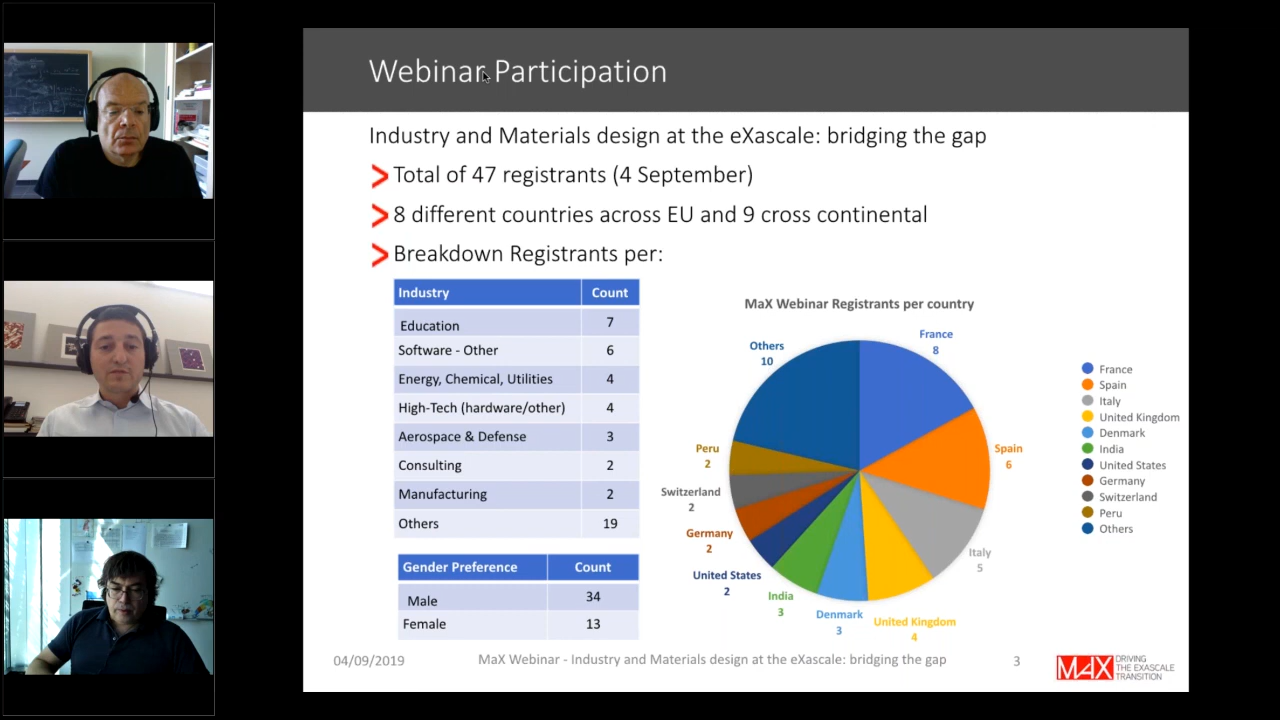 Webinar Participation
Industry and Materials design at the eXascale: bridging the gap
Total of 47 registrants (4 September)
8 different countries across EU and 9 cross continental
Breakdown Registrants per:
Industry Count
Education 7
Software - Other 6
Energy, Chemical, Utilities 4
High-Tech (hardware/other) 4
Aerospace & Defense 3
Consulting 2
Manufacturing 2
Others 19
Gender Preference Count
Male 34
Female 13
MaX Webinar Registrants per country
France
8
Spain
6
Italy
5
United Kingdom
4
Denmark
3
India
3
United States
2
Germany
2
Switzerland
2
Peru
2
Others
10
France
Spain
Italy
United Kingdom
Denmark
India
United States
Germany
Switzerland
Peru
Others
04/09/2019 MaX Webinar - Industry and Materials design at the eXascale: bridging the gap 3
MAX DRIVING
THE EXASCALE
TRANSITION